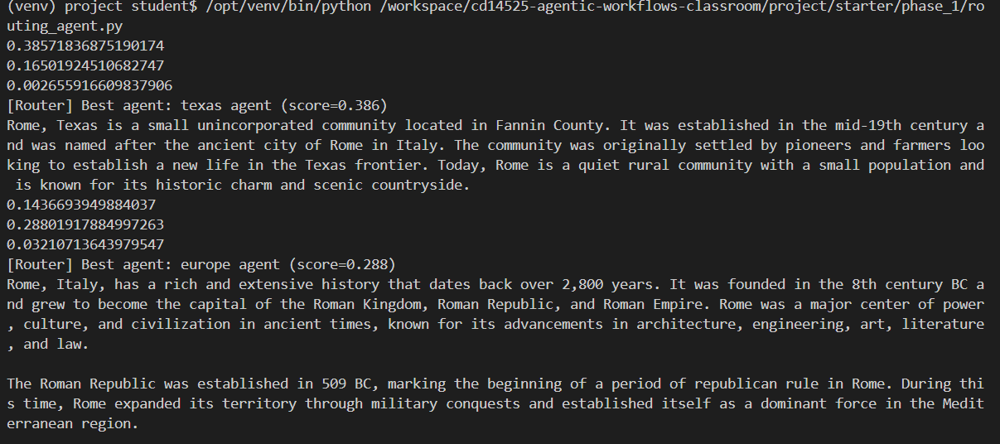 (venv) project student$ /opt/venv/bin/python /workspace/cd14525-agentic-workflows-classroom/project/starter/phase_1/ro
uting_agent.py
0.38571836875190174
0.16501924510682747
0.002655916609837906
[Router] Best agent: texas agent (score=0.386)
Rome, Texas is a small unincorporated community located in Fannin County. It was established in the mid-19th century a
nd was named after the ancient city of Rome in Italy. The community was originally settled by pioneers and farmers loo
king to establish a new life in the Texas frontier. Today, Rome is a quiet rural community with a small population and
 is known for its historic charm and scenic countryside.
0.1436693949884037
0.28801917884997263
0.03210713643979547
[Router] Best agent: europe agent (score=0.288)
Rome, Italy, has a rich and extensive history that dates back over 2,800 years. It was founded in the 8th century BC a
nd grew to become the capital of the Roman Kingdom, Roman Republic, and Roman Empire. Rome was a major center of power
, culture, and civilization in ancient times, known for its advancements in architecture, engineering, art, literature
, and law.

The Roman Republic was established in 509 BC, marking the beginning of a period of republican rule in Rome. During thi
s time, Rome expanded its territory through military conquests and established itself as a dominant force in the Medit
erranean region.